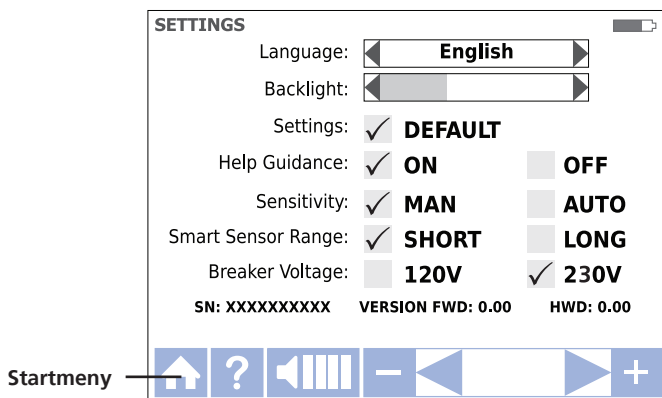 SETTINGS
Language: English
Backlight:
Settings: ✓ DEFAULT
Help Guidance: ✓ ON OFF
Sensitivity: ✓ MAN AUTO
Smart Sensor Range: ✓ SHORT LONG
Breaker Voltage: 120V ✓ 230V
SN: XXXXXXXXXX VERSION FWD: 0.00 HWD: 0.00
Startmeny ? − +